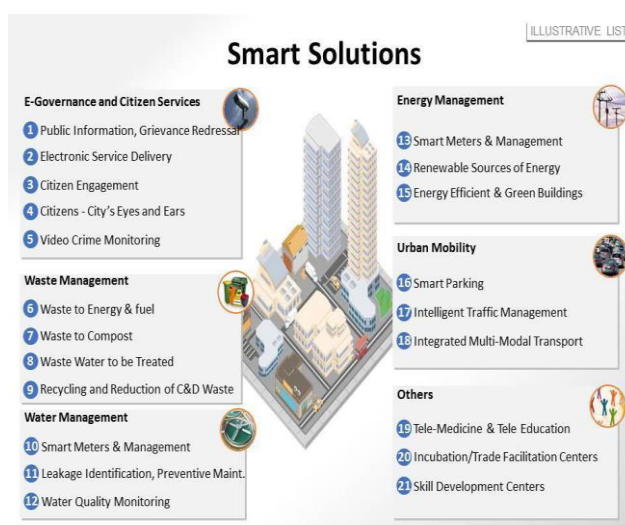 ILLUSTRATIVE LIST
Smart Solutions
E-Governance and Citizen Services
1 Public Information, Grievance Redressal
2 Electronic Service Delivery
3 Citizen Engagement
4 Citizens - City's Eyes and Ears
5 Video Crime Monitoring
Waste Management
6 Waste to Energy & fuel
7 Waste to Compost
8 Waste Water to be Treated
9 Recycling and Reduction of C&D Waste
Water Management
10 Smart Meters & Management
11 Leakage Identification, Preventive Maint.
12 Water Quality Monitoring
Energy Management
13 Smart Meters & Management
14 Renewable Sources of Energy
15 Energy Efficient & Green Buildings
Urban Mobility
16 Smart Parking
17 Intelligent Traffic Management
18 Integrated Multi-Modal Transport
Others
19 Tele-Medicine & Tele Education
20 Incubation/Trade Facilitation Centers
21 Skill Development Centers